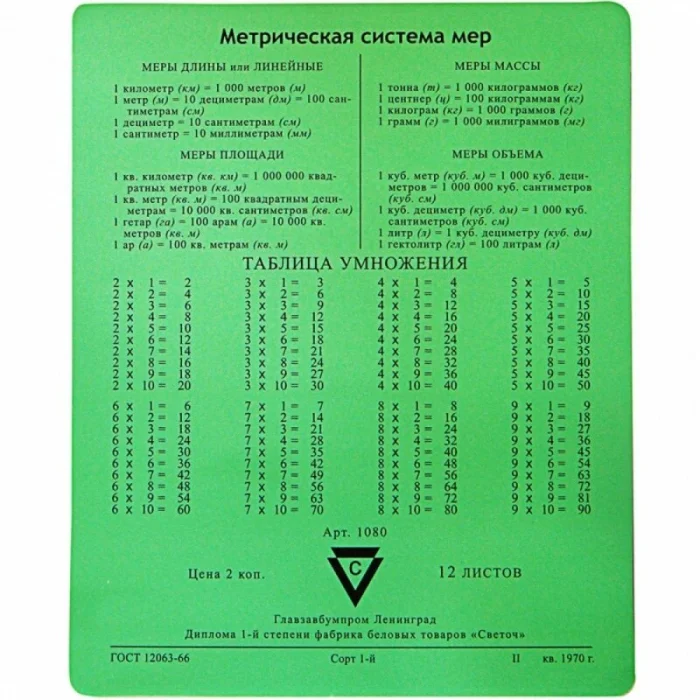 Метрическая система мер
МЕРЫ ДЛИНЫ или ЛИНЕЙНЫЕ
1 километр (км) = 1 000 метров (м)
1 метр (м) = 10 дециметрам (дм) = 100 сан-
тиметрам (см)
1 дециметр = 10 сантиметрам (см)
1 сантиметр = 10 миллиметрам (мм)
МЕРЫ ПЛОЩАДИ
1 кв. километр (кв. км) = 1 000 000 квад-
ратных метров (кв. м)
1 кв. метр (кв. м) = 100 квадратным деци-
метрам = 10 000 кв. сантиметров (кв. см)
1 гетар (га) = 100 арам (а) = 10 000 кв.
метров (кв. м)
1 ар (а) = 100 кв. метрам (кв. м)
МЕРЫ МАССЫ
1 тонна (т) = 1 000 килограммов (кг)
1 центнер (ц) = 100 килограммам (кг)
1 килограм (кг) = 1 000 граммов (г)
1 грамм (г) = 1 000 милиграммов (мг)
МЕРЫ ОБЪЕМА
1 куб. метр (куб. м) = 1 000 куб. деци-
метров = 1 000 000 куб. сантиметров
(куб. см)
1 куб. дециметр (куб. дм) = 1 000 куб.
сантиметров (куб. см)
1 литр (л) = 1 куб. дециметру (куб. дм)
1 гектолитр (гл) = 100 литрам (л)
ТАБЛИЦА УМНОЖЕНИЯ
2 x 1 = 2 3 x 1 = 3 4 x 1 = 4 5 x 1 = 5
2 x 2 = 4 3 x 2 = 6 4 x 2 = 8 5 x 2 = 10
2 x 3 = 6 3 x 3 = 9 4 x 3 = 12 5 x 3 = 15
2 x 4 = 8 3 x 4 = 12 4 x 4 = 16 5 x 4 = 20
2 x 5 = 10 3 x 5 = 15 4 x 5 = 20 5 x 5 = 25
2 x 6 = 12 3 x 6 = 18 4 x 6 = 24 5 x 6 = 30
2 x 7 = 14 3 x 7 = 21 4 x 7 = 28 5 x 7 = 35
2 x 8 = 16 3 x 8 = 24 4 x 8 = 32 5 x 8 = 40
2 x 9 = 18 3 x 9 = 27 4 x 9 = 36 5 x 9 = 45
2 x 10 = 20 3 x 10 = 30 4 x 10 = 40 5 x 10 = 50
6 x 1 = 6 7 x 1 = 7 8 x 1 = 8 9 x 1 = 9
6 x 2 = 12 7 x 2 = 14 8 x 2 = 16 9 x 2 = 18
6 x 3 = 18 7 x 3 = 21 8 x 3 = 24 9 x 3 = 27
6 x 4 = 24 7 x 4 = 28 8 x 4 = 32 9 x 4 = 36
6 x 5 = 30 7 x 5 = 35 8 x 5 = 40 9 x 5 = 45
6 x 6 = 36 7 x 6 = 42 8 x 6 = 48 9 x 6 = 54
6 x 7 = 42 7 x 7 = 49 8 x 7 = 56 9 x 7 = 63
6 x 8 = 48 7 x 8 = 56 8 x 8 = 64 9 x 8 = 72
6 x 9 = 54 7 x 9 = 63 8 x 9 = 72 9 x 9 = 81
6 x 10 = 60 7 x 10 = 70 8 x 10 = 80 9 x 10 = 90
Арт. 1080
С
Цена 2 коп. 12 ЛИСТОВ
Главзавбумпром Ленинград
Диплома 1-й степени фабрика беловых товаров «Светоч»
ГОСТ 12063-66 Сорт 1-й II кв. 1970 г.